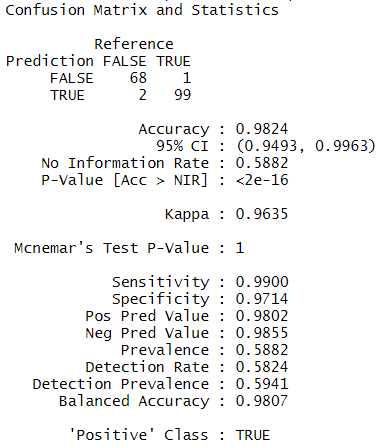 Confusion Matrix and Statistics
Reference
Prediction FALSE TRUE
FALSE 68 1
TRUE 2 99
Accuracy : 0.9824
95% CI : (0.9493, 0.9963)
No Information Rate : 0.5882
P-Value [Acc > NIR] : <2e-16
Kappa : 0.9635
Mcnemar's Test P-Value : 1
Sensitivity : 0.9900
Specificity : 0.9714
Pos Pred Value : 0.9802
Neg Pred Value : 0.9855
Prevalence : 0.5882
Detection Rate : 0.5824
Detection Prevalence : 0.5941
Balanced Accuracy : 0.9807
'Positive' Class : TRUE